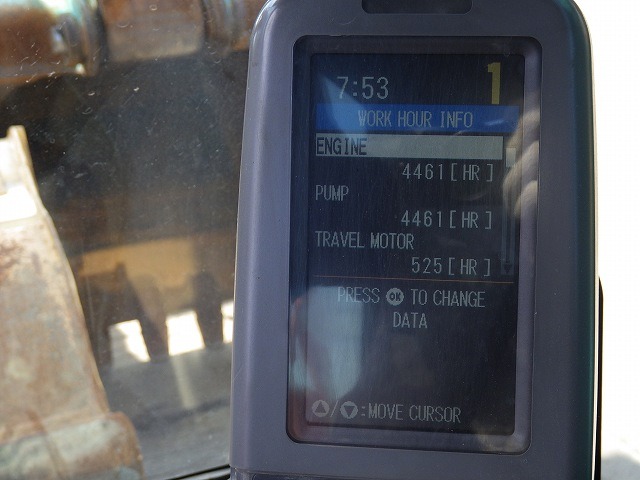 7:53 1
WORK HOUR INFO
ENGINE
4461[HR]
PUMP
4461[HR]
TRAVEL MOTOR
525[HR]
PRESS OK TO CHANGE
DATA
▲/▼:MOVE CURSOR